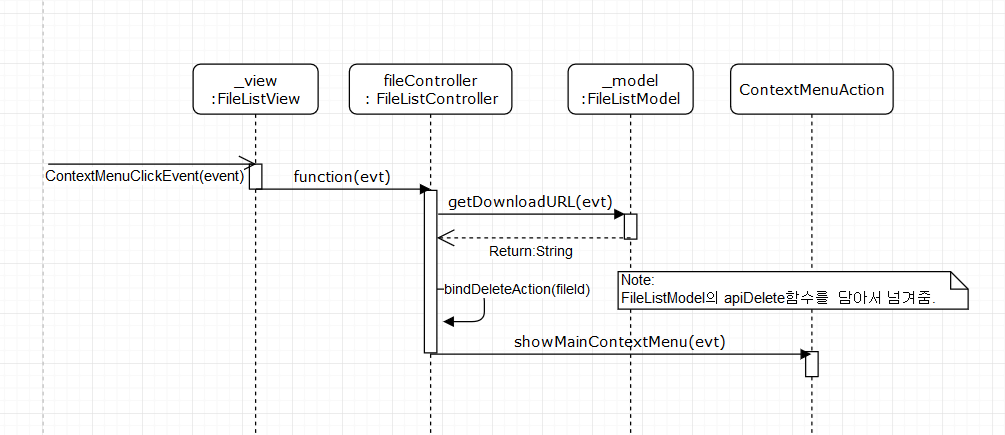 _view
:FileListView
fileController
: FileListController
_model
:FileListModel
ContextMenuAction
ContextMenuClickEvent(event)
function(evt)
getDownloadURL(evt)
Return:String
bindDeleteAction(fileId)
Note:
FileListModel의 apiDelete함수를 담아서 넘겨줌.
showMainContextMenu(evt)